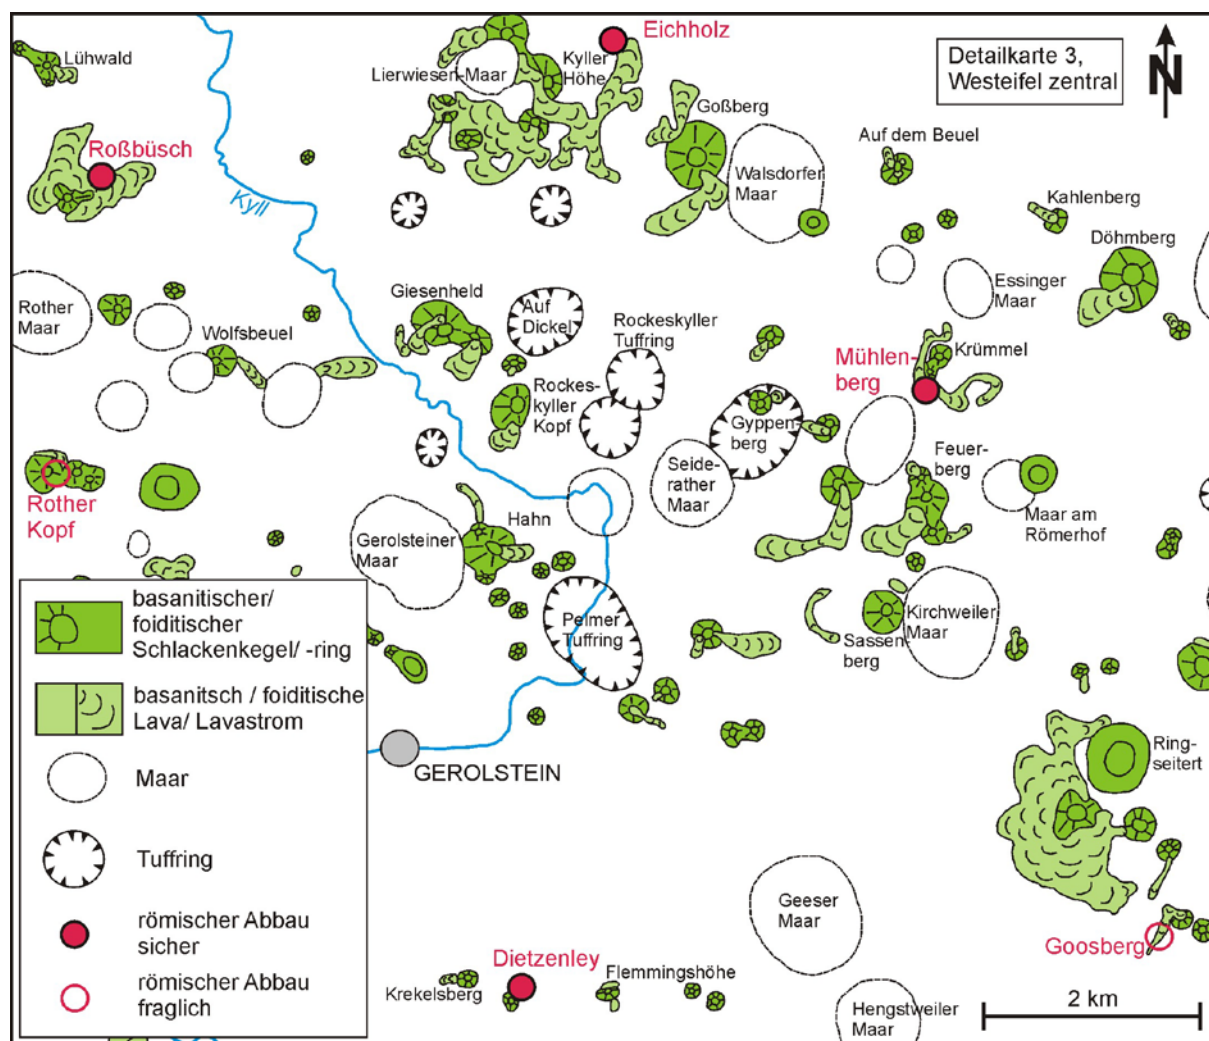 Eichholz
Detailkarte 3,
Westeifel zentral
N
Lühwald
Lierwiesen-Maar
Kyller
Höhe
Goßberg
Auf dem Beuel
Roßbüsch
Walsdorfer
Maar
Kyll
Kahlenberg
Döhmberg
Rother
Maar
Giesenheld
Auf
Dickel
Essinger
Maar
Wolfsbeuel
Rockeskyller
Tuffring
Mühlen-
berg
Krümmel
Rockes-
kyller
Kopf
Gyppen-
berg
Rother
Kopf
Seide-
rather
Maar
Feuer-
berg
Hahn
Gerolsteiner
Maar
Maar am
Römerhof
Pelmer
Tuffring
Kirchweiler
Maar
Sassen-
berg
basanitischer/
foiditischer
Schlackenkegel/ -ring
basanitsch / foiditische
Lava/ Lavastrom
Maar
Tuffring
römischer Abbau
sicher
römischer Abbau
fraglich
GEROLSTEIN
Ring-
seitert
Geeser
Maar
Goosberg
Dietzenley
Krekelsberg
Flemmingshöhe
Hengstweiler
Maar
2 km